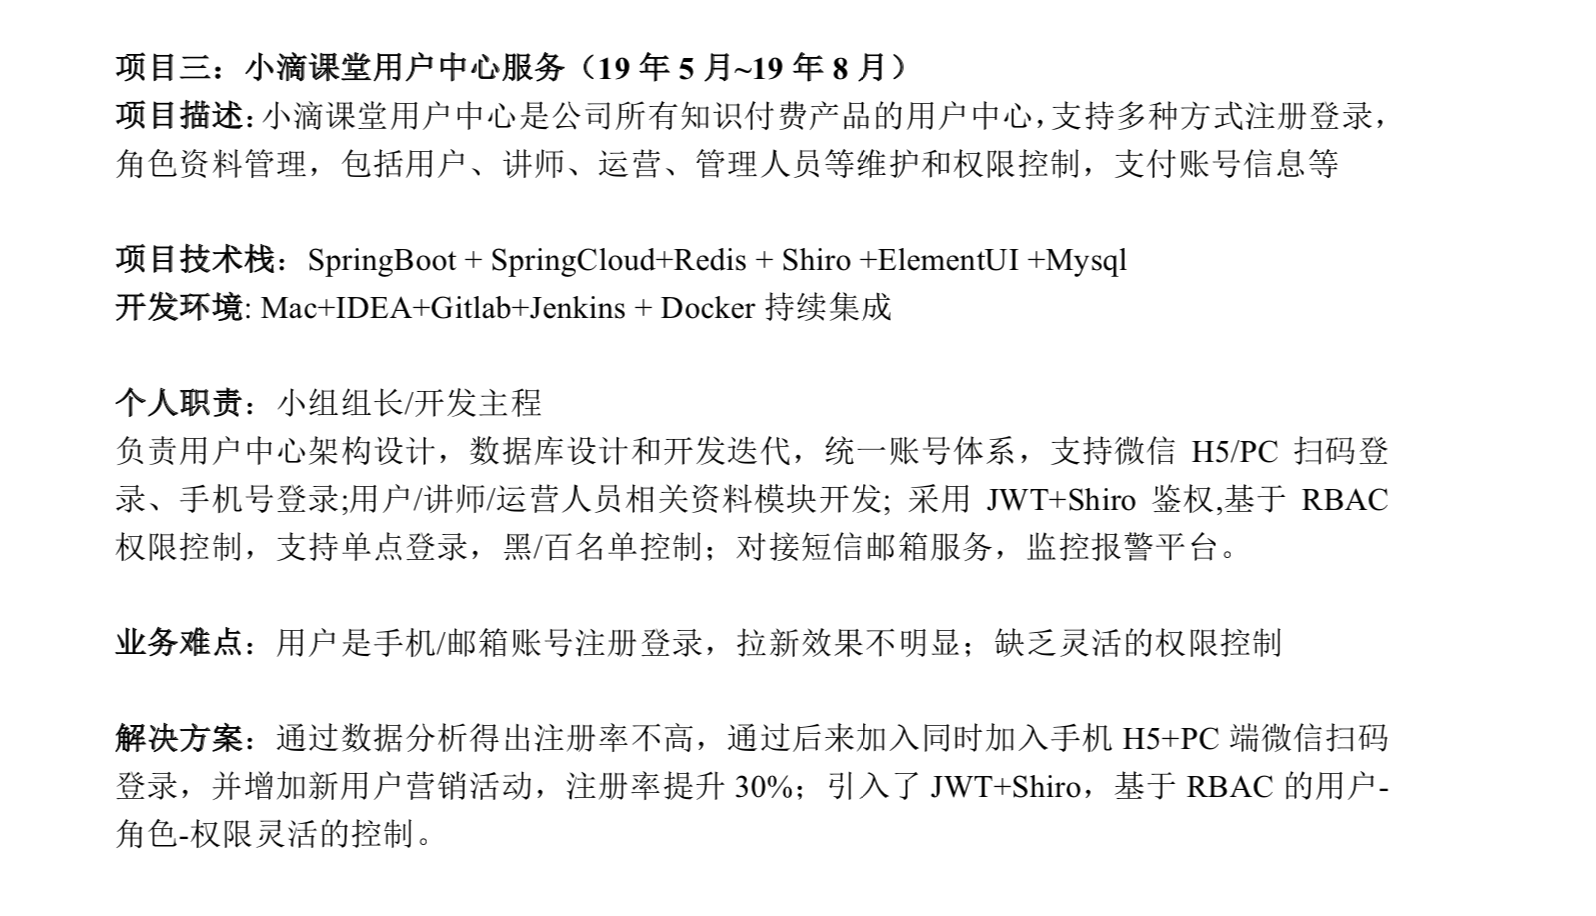 项目三：小滴课堂用户中心服务（19 年 5 月~19 年 8 月）
项目描述: 小滴课堂用户中心是公司所有知识付费产品的用户中心,支持多种方式注册登录，
角色资料管理，包括用户、讲师、运营、管理人员等维护和权限控制，支付账号信息等
项目技术栈：SpringBoot + SpringCloud+Redis + Shiro +ElementUI +Mysql
开发环境: Mac+IDEA+Gitlab+Jenkins + Docker 持续集成
个人职责：小组组长/开发主程
负责用户中心架构设计，数据库设计和开发迭代，统一账号体系，支持微信 H5/PC 扫码登
录、手机号登录;用户/讲师/运营人员相关资料模块开发; 采用 JWT+Shiro 鉴权,基于 RBAC
权限控制，支持单点登录，黑/百名单控制；对接短信邮箱服务，监控报警平台。
业务难点：用户是手机/邮箱账号注册登录，拉新效果不明显；缺乏灵活的权限控制
解决方案：通过数据分析得出注册率不高，通过后来加入同时加入手机 H5+PC 端微信扫码
登录，并增加新用户营销活动，注册率提升 30%；引入了 JWT+Shiro，基于 RBAC 的用户-
角色-权限灵活的控制。